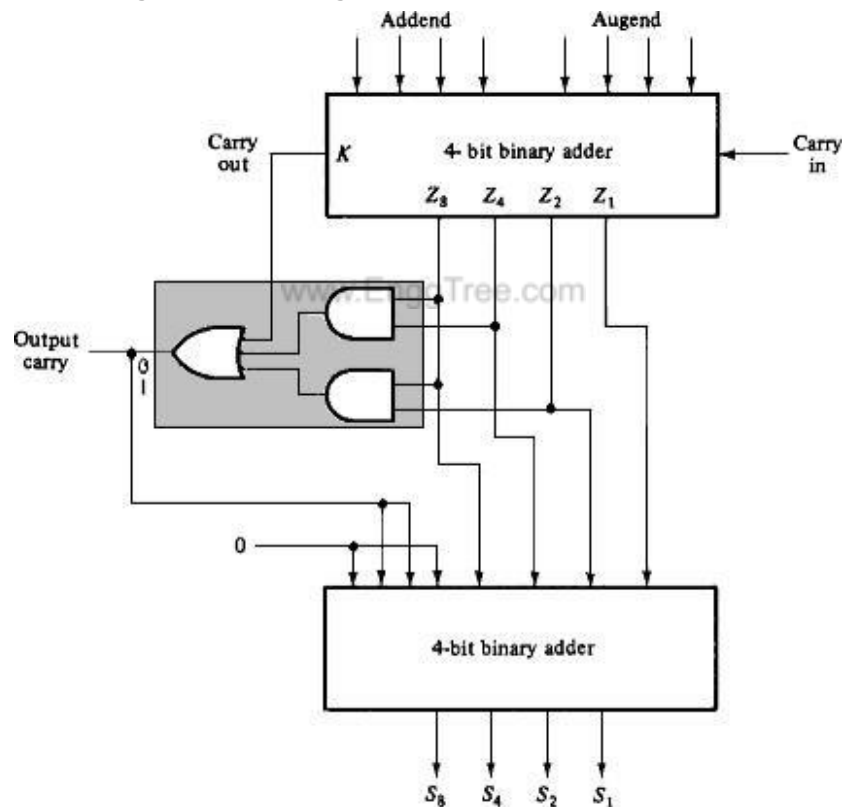 Addend Augend
Carry out
K
4- bit binary adder
Carry in
Z8 Z4 Z2 Z1
www.EnggTree.com
Output carry
0
1
0
4-bit binary adder
S8 S4 S2 S1